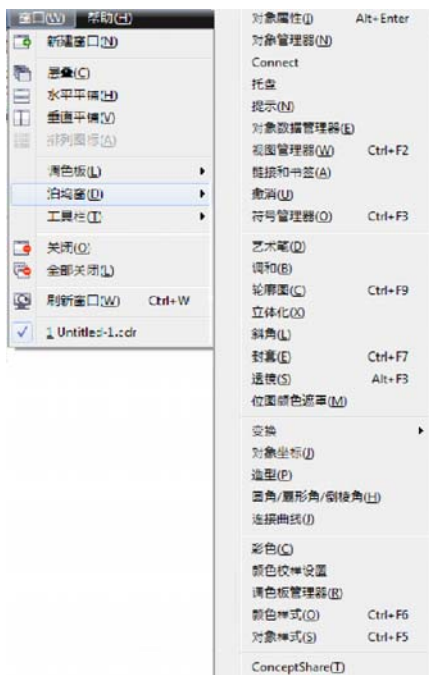 窗口(W) 帮助(H)
新建窗口(N)
层叠(C)
水平平铺(H)
垂直平铺(V)
排列图标(A)
调色板(L)
泊坞窗(D)
工具栏(T)
关闭(O)
全部关闭(L)
刷新窗口(W) Ctrl+W
1 Untitled-1.cdr
对象属性(I) Alt+Enter
对象管理器(N)
Connect
托盘
提示(N)
对象数据管理器(E)
视图管理器(W) Ctrl+F2
链接和书签(A)
撤消(U)
符号管理器(O) Ctrl+F3
艺术笔(D)
调和(B)
轮廓图(C) Ctrl+F9
立体化(X)
斜角(L)
封套(E) Ctrl+F7
透镜(S) Alt+F3
位图颜色遮罩(M)
变换
对象坐标(J)
造型(P)
圆角/扇形角/倒棱角(H)
连接曲线(J)
彩色(C)
颜色校样设置
调色板管理器(R)
颜色样式(O) Ctrl+F6
对象样式(S) Ctrl+F5
ConceptShare(T)